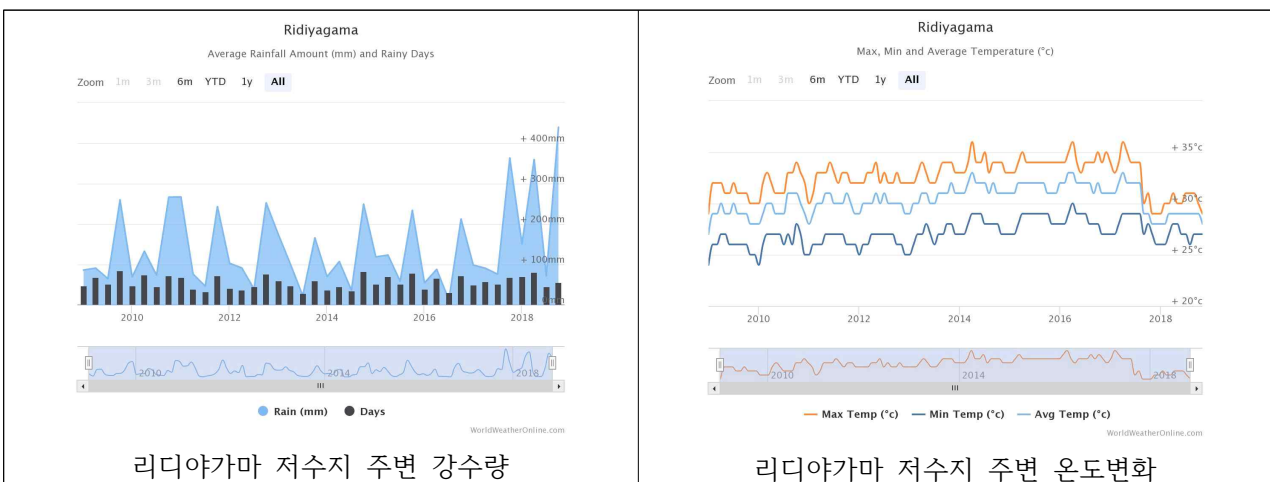 Ridiyagama
Average Rainfall Amount (mm) and Rainy Days
Zoom 1m 3m 6m YTD 1y All
+ 400mm
+ 300mm
+ 200mm
+ 100mm
0mm
2010 2012 2014 2016 2018
2010 2014 2018
Rain (mm) Days
WorldWeatherOnline.com
리디야가마 저수지 주변 강수량
Ridiyagama
Max, Min and Average Temperature (°c)
Zoom 1m 3m 6m YTD 1y All
+ 35°c
+ 30°c
+ 25°c
+ 20°c
2010 2012 2014 2016 2018
2010 2014 2018
Max Temp (°c) Min Temp (°c) Avg Temp (°c)
WorldWeatherOnline.com
리디야가마 저수지 주변 온도변화